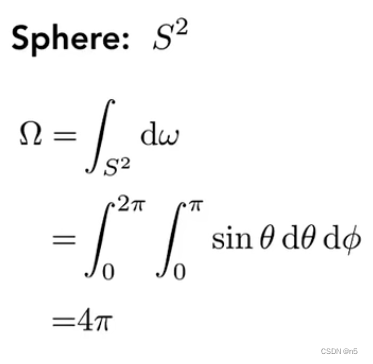 Sphere: S²
Ω = ∫_{S²} dω
= ∫_0^{2π} ∫_0^π sin θ dθ dϕ
=4π
CSDN @n5